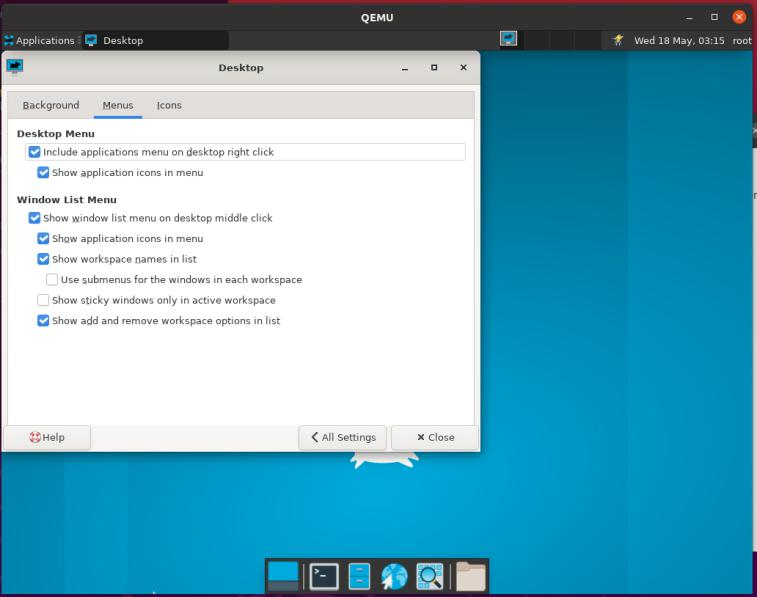 QEMU
Applications Desktop Wed 18 May, 03:15 root
Desktop
Background Menus Icons
Desktop Menu
Include applications menu on desktop right click
Show application icons in menu
Window List Menu
Show window list menu on desktop middle click
Show application icons in menu
Show workspace names in list
Use submenus for the windows in each workspace
Show sticky windows only in active workspace
Show add and remove workspace options in list
Help All Settings Close